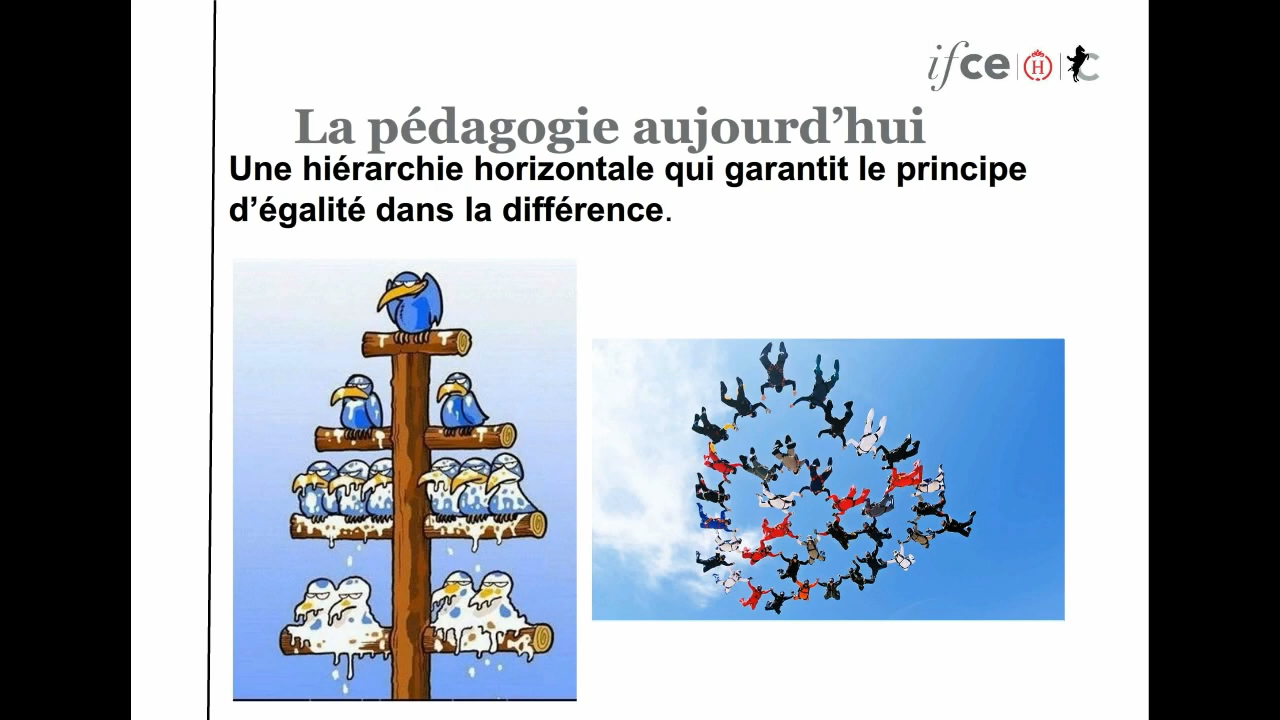 ifce | H | C
La pédagogie aujourd’hui
Une hiérarchie horizontale qui garantit le principe
d’égalité dans la différence.